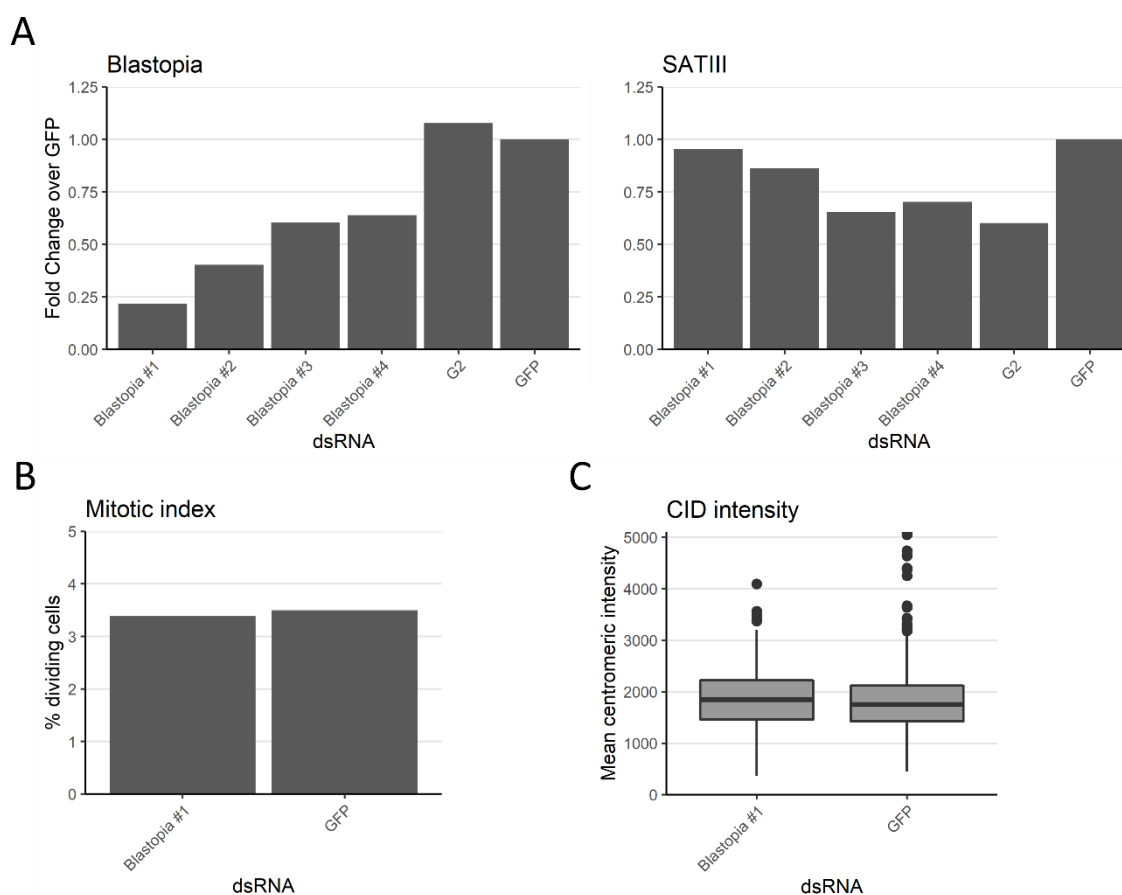 A
Blastopia
Fold Change over GFP
1.25
1.00
0.75
0.50
0.25
0.00
Blastopia #1
Blastopia #2
Blastopia #3
Blastopia #4
G2
GFP
dsRNA
SATIII
1.25
1.00
0.75
0.50
0.25
0.00
Blastopia #1
Blastopia #2
Blastopia #3
Blastopia #4
G2
GFP
dsRNA
B
Mitotic index
% dividing cells
5
4
3
2
1
0
Blastopia #1
GFP
dsRNA
C
CID intensity
Mean centromeric intensity
5000
4000
3000
2000
1000
0
Blastopia #1
GFP
dsRNA